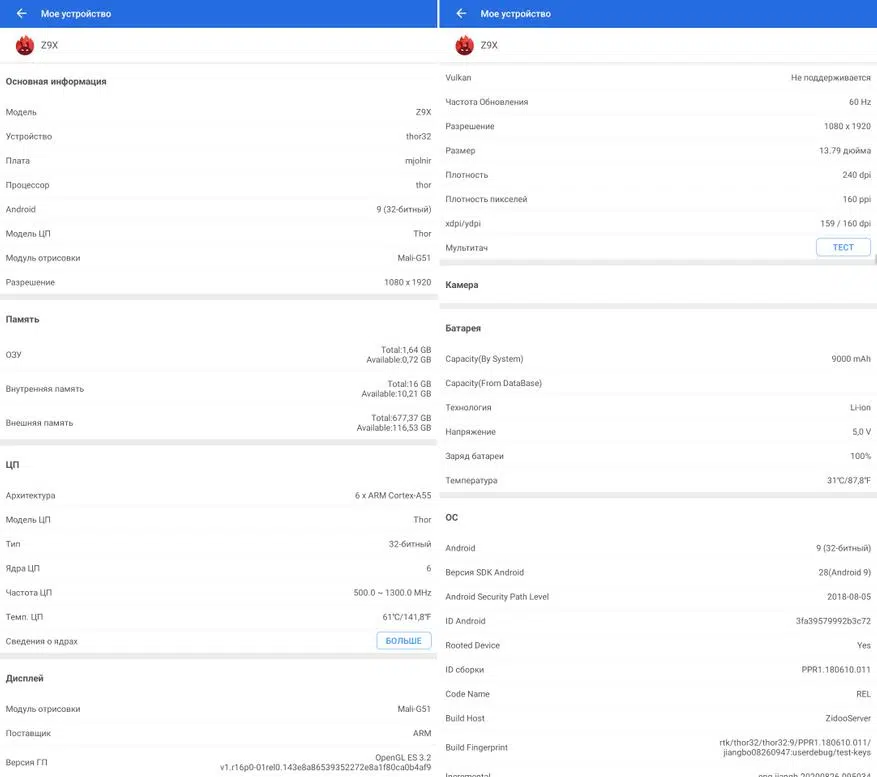 Мое устройство
Z9X
Основная информация
Модель Z9X
Устройство thor32
Плата mjolnir
Процессор thor
Android 9 (32-битный)
Модель ЦП Thor
Модуль отрисовки Mali-G51
Разрешение 1080 x 1920
Память
ОЗУ Total:1,64 GB
Available:0,72 GB
Внутренняя память Total:16 GB
Available:10,21 GB
Внешняя память Total:677,37 GB
Available:116,53 GB
ЦП
Архитектура 6 x ARM Cortex-A55
Модель ЦП Thor
Тип 32-битный
Ядра ЦП 6
Частота ЦП 500.0 ~ 1300.0 MHz
Темп. ЦП 61°C/141,8°F
Сведения о ядрах БОЛЬШЕ
Дисплей
Модуль отрисовки Mali-G51
Поставщик ARM
Версия ГП OpenGL ES 3.2
v1.r16p0-01rel0.143e8a86539352272e8a1f80ca0b4af9
Мое устройство
Z9X
Vulkan Не поддерживается
Частота Обновления 60 Hz
Разрешение 1080 x 1920
Размер 13.79 дюйма
Плотность 240 dpi
Плотность пикселей 160 ppi
xdpi/ydpi 159 / 160 dpi
Мультитач ТЕСТ
Камера
Батарея
Capacity(By System) 9000 mAh
Capacity(From DataBase)
Технология Li-ion
Напряжение 5,0 V
Заряд батареи 100%
Температура 31°C/87,8°F
ОС
Android 9 (32-битный)
Версия SDK Android 28(Android 9)
Android Security Path Level 2018-08-05
ID Android 3fa39579992b3c72
Rooted Device Yes
ID сборки PPR1.180610.011
Code Name REL
Build Host ZidooServer
Build Fingerprint rtk/thor32/thor32:9/PPR1.180610.011/
jiangbo08260947:userdebug/test-keys
Incremental